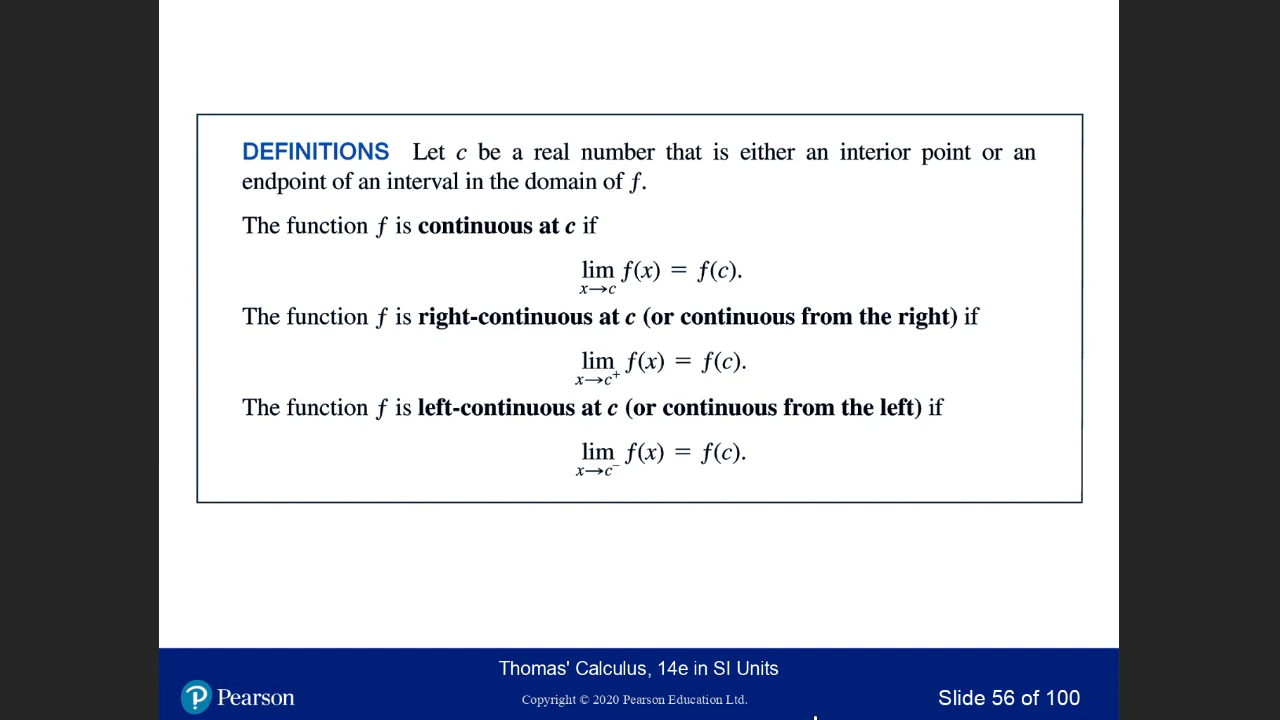 DEFINITIONS Let c be a real number that is either an interior point or an
endpoint of an interval in the domain of f.
The function f is continuous at c if
lim f(x) = f(c).
x→c
The function f is right-continuous at c (or continuous from the right) if
lim f(x) = f(c).
x→c⁺
The function f is left-continuous at c (or continuous from the left) if
lim f(x) = f(c).
x→c⁻
Thomas' Calculus, 14e in SI Units
Pearson
Copyright © 2020 Pearson Education Ltd.
Slide 56 of 100